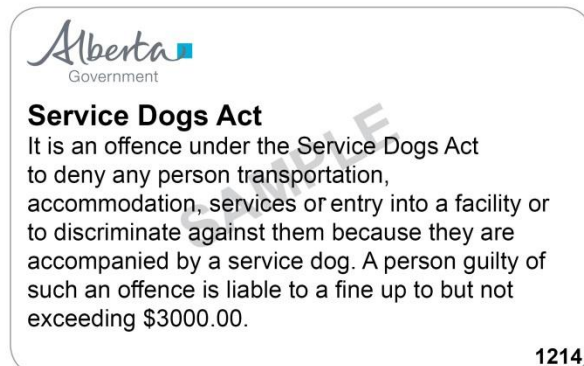 Alberta
Government
Service Dogs Act
It is an offence under the Service Dogs Act
to deny any person transportation,
accommodation, services or entry into a facility or
to discriminate against them because they are
accompanied by a service dog. A person guilty of
such an offence is liable to a fine up to but not
exceeding $3000.00.
SAMPLE
1214